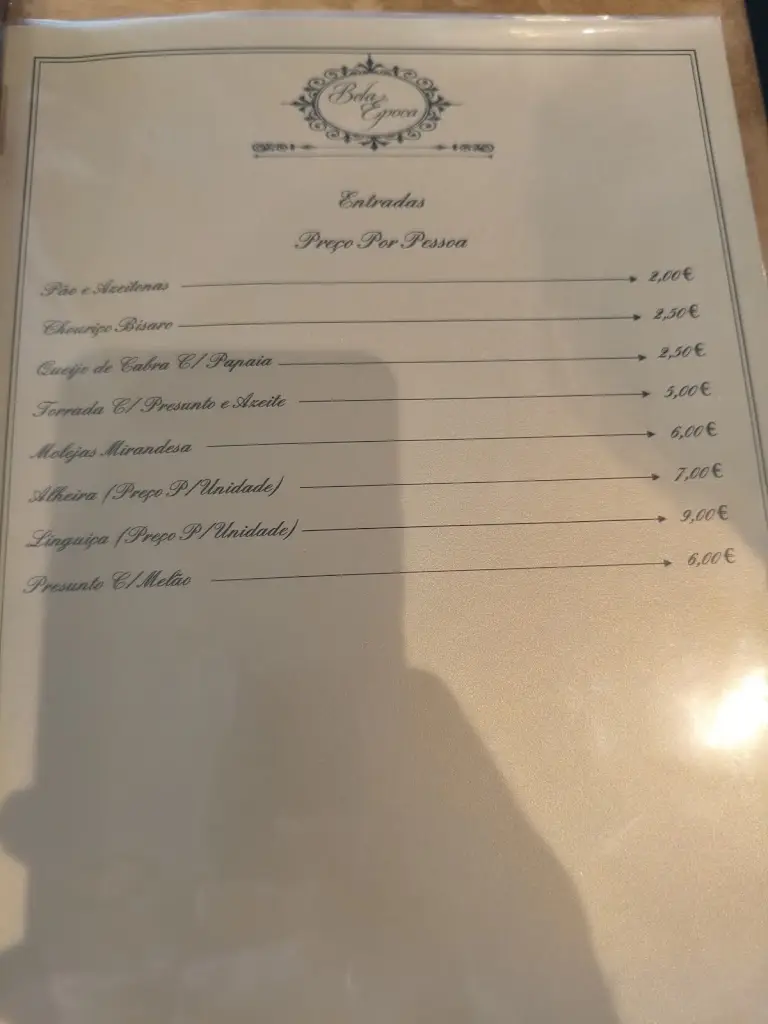 Bela
Epoca
Entradas
Preço Por Pessoa
Pão e Azeitonas 2,00€
Chouriço Bísaro 2,50€
Queijo de Cabra C/ Papaia 2,50€
Torrada C/ Presunto e Azeite 5,00€
Molejas Mirandesa 6,00€
Alheira (Preço P/Unidade) 7,00€
Linguiça (Preço P/Unidade) 9,00€
Presunto C/Melão 6,00€